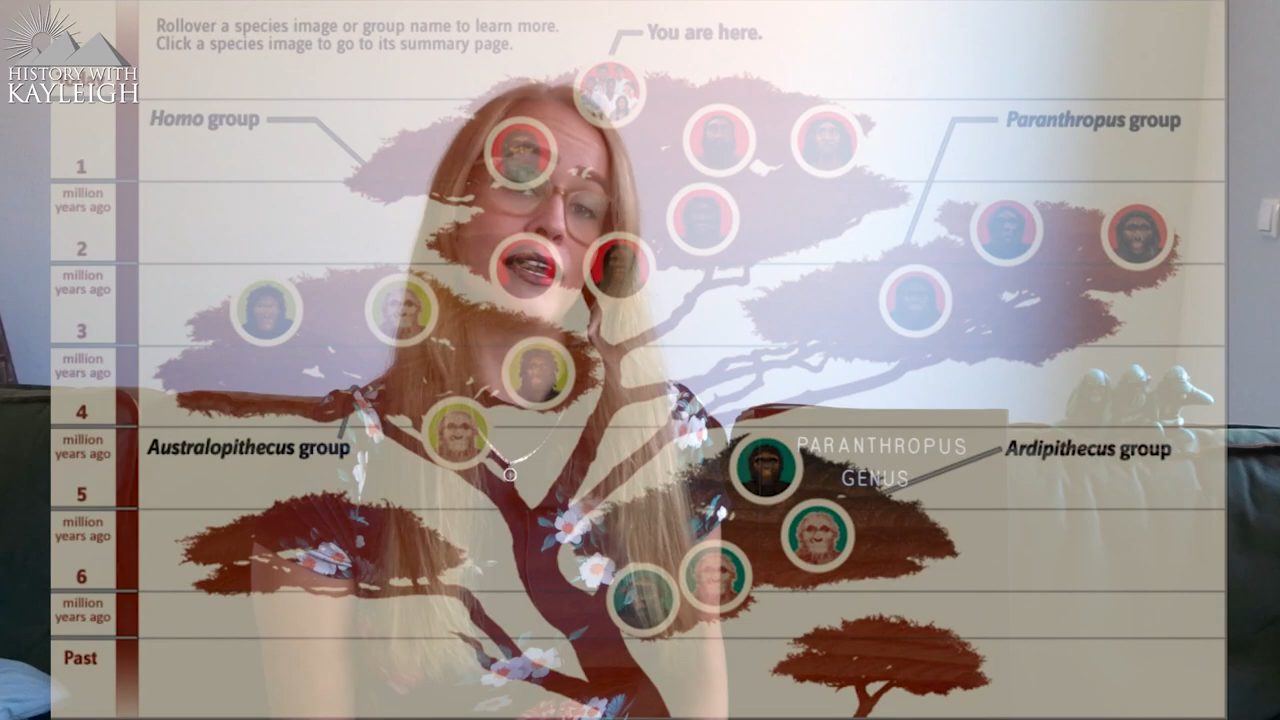 Rollover a species image or group name to learn more.
Click a species image to go to its summary page.
You are here.
HISTORY WITH
KAYLEIGH
Homo group
Paranthropus group
1
million
years ago
2
million
years ago
3
million
years ago
4
million
years ago
Australopithecus group
PARANTHROPUS
GENUS
Ardipithecus group
5
million
years ago
6
million
years ago
Past